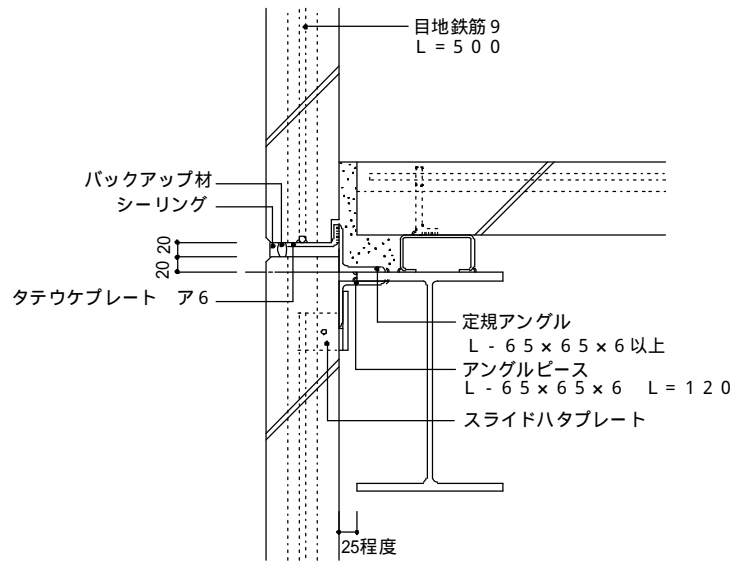 目地鉄筋9
L=500
バックアップ材
シーリング
20
20
タテウケプレート ア6
定規アングル
L-65×65×6以上
アングルピース
L-65×65×6 L=120
スライドハタプレート
25程度